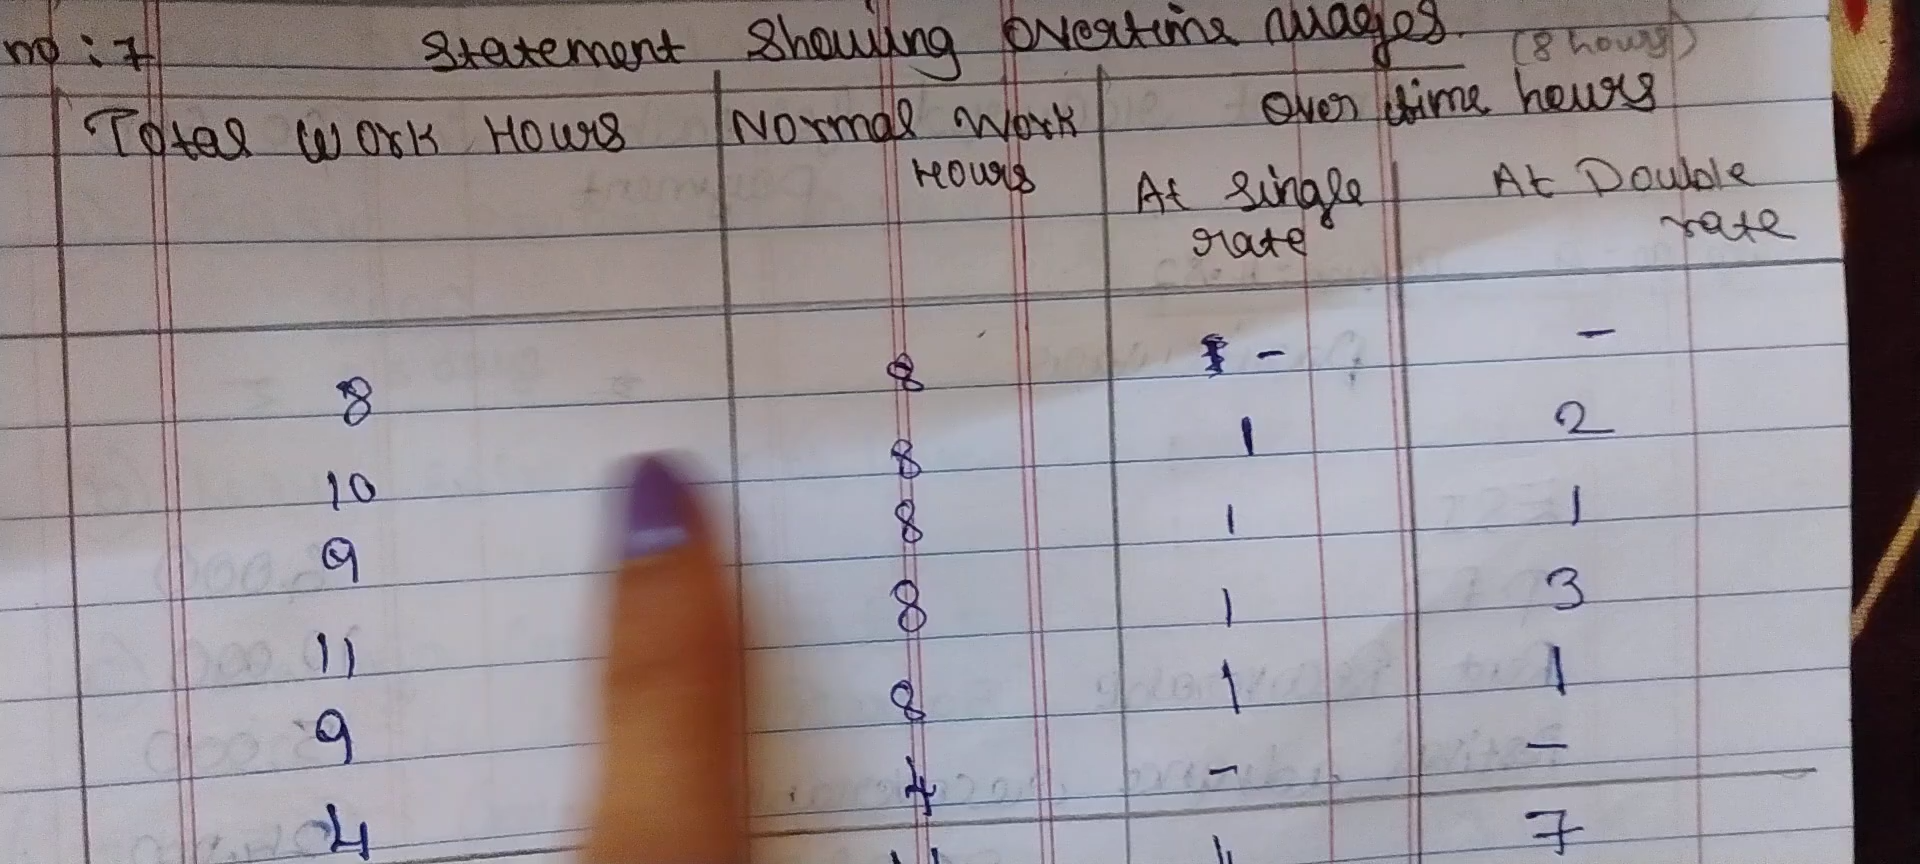 no : 7 Statement Showing Overtime wages.
(8 hours)
Total Work Hours Normal Work Hours Over time hours
At Single rate At Double rate
8 8 - -
10 8 1 2
9 8 1 1
11 8 1 3
9 8 1 1
4 - -
4 7